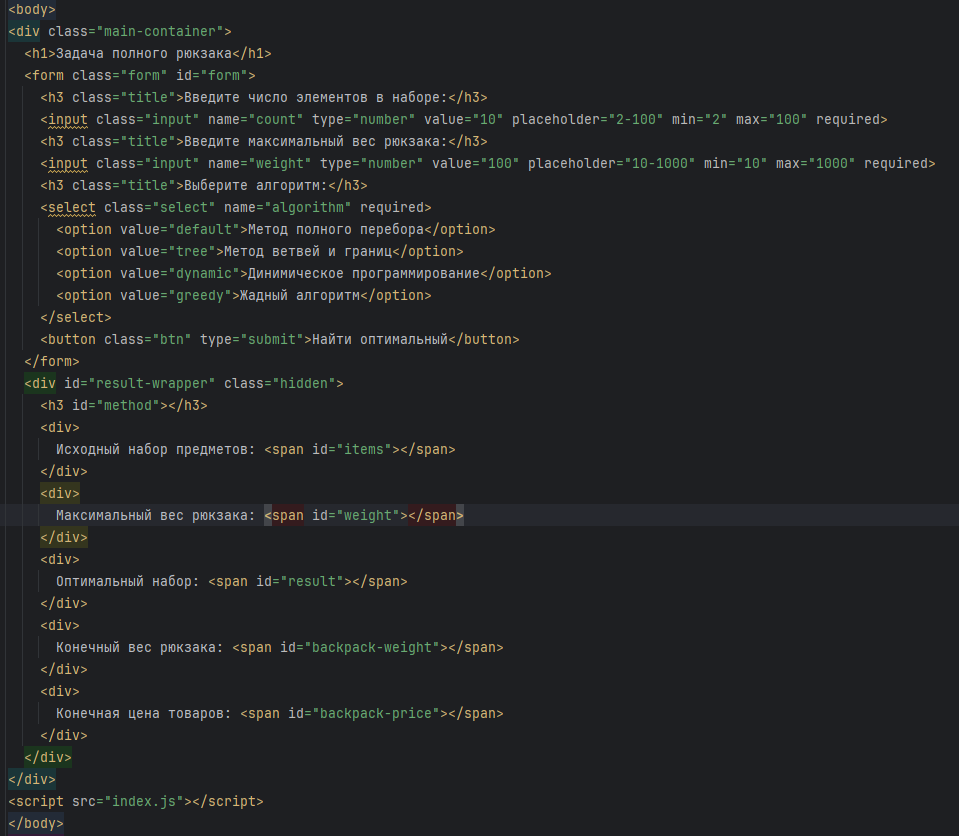 <body>
<div class="main-container">
<h1>Задача полного рюкзака</h1>
<form class="form" id="form">
<h3 class="title">Введите число элементов в наборе:</h3>
<input class="input" name="count" type="number" value="10" placeholder="2-100" min="2" max="100" required>
<h3 class="title">Введите максимальный вес рюкзака:</h3>
<input class="input" name="weight" type="number" value="100" placeholder="10-1000" min="10" max="1000" required>
<h3 class="title">Выберите алгоритм:</h3>
<select class="select" name="algorithm" required>
<option value="default">Метод полного перебора</option>
<option value="tree">Метод ветвей и границ</option>
<option value="dynamic">Динимическое программирование</option>
<option value="greedy">Жадный алгоритм</option>
</select>
<button class="btn" type="submit">Найти оптимальный</button>
</form>
<div id="result-wrapper" class="hidden">
<h3 id="method"></h3>
<div>
Исходный набор предметов: <span id="items"></span>
</div>
<div>
Максимальный вес рюкзака: <span id="weight"></span>
</div>
<div>
Оптимальный набор: <span id="result"></span>
</div>
<div>
Конечный вес рюкзака: <span id="backpack-weight"></span>
</div>
<div>
Конечная цена товаров: <span id="backpack-price"></span>
</div>
</div>
</div>
<script src="index.js"></script>
</body>